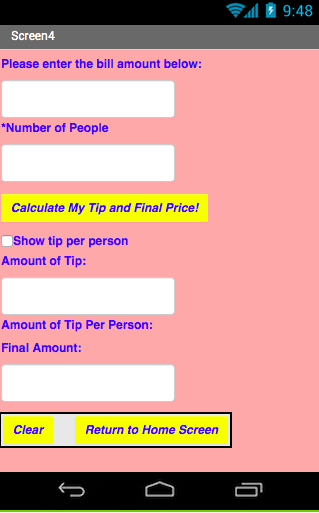 9:48
Screen4
Please enter the bill amount below:
*Number of People
Calculate My Tip and Final Price!
Show tip per person
Amount of Tip:
Amount of Tip Per Person:
Final Amount:
Clear Return to Home Screen